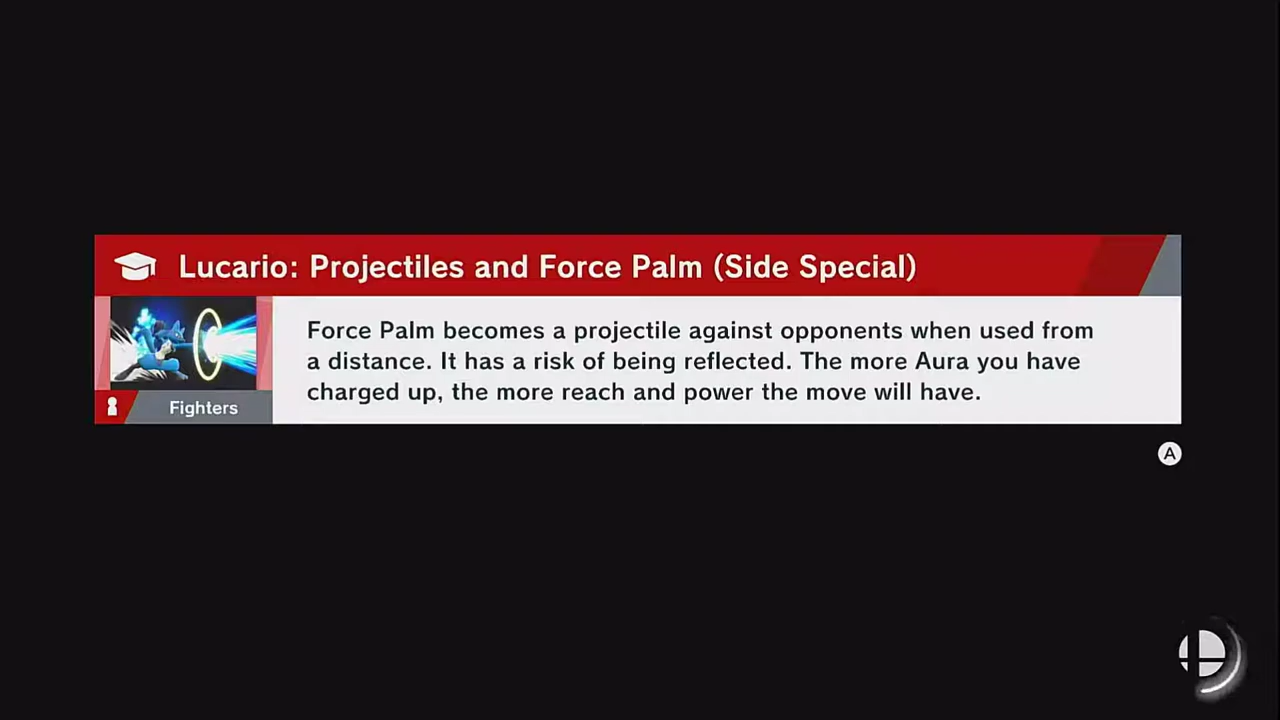 Lucario: Projectiles and Force Palm (Side Special)
Force Palm becomes a projectile against opponents when used from
a distance. It has a risk of being reflected. The more Aura you have
charged up, the more reach and power the move will have.
Fighters
A